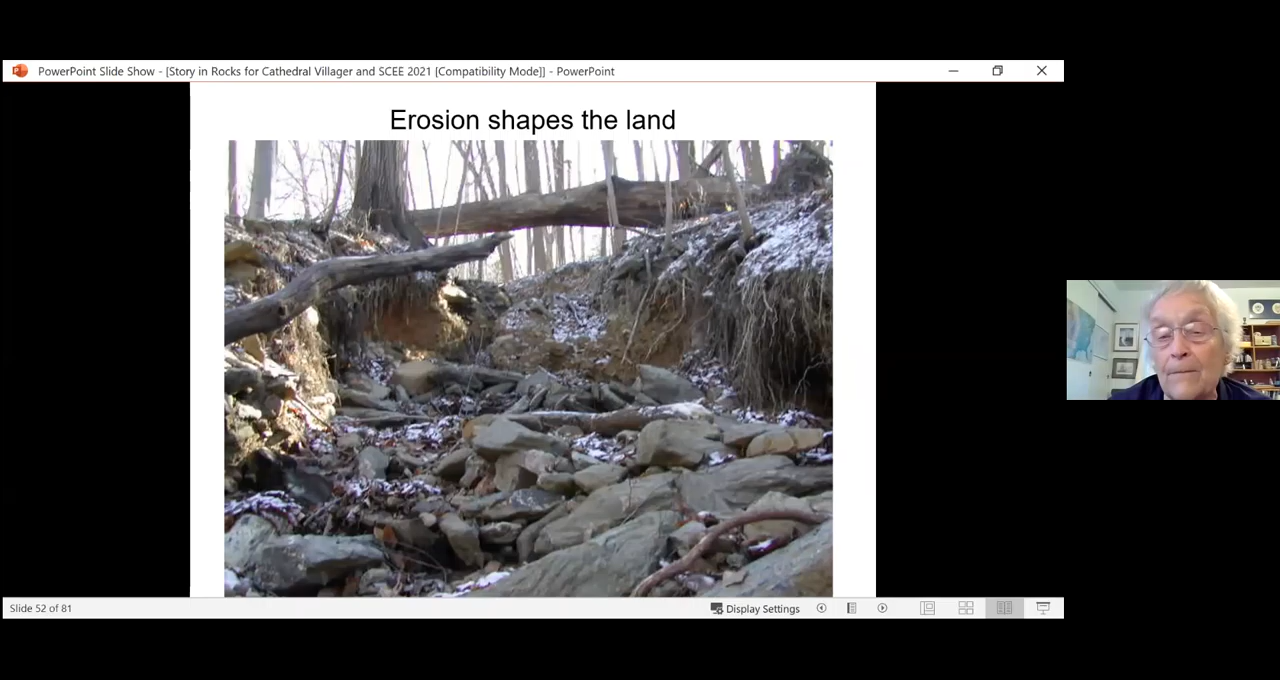 PowerPoint Slide Show - [Story in Rocks for Cathedral Villager and SCEE 2021 [Compatibility Mode]] - PowerPoint
Erosion shapes the land
Slide 52 of 81
Display Settings